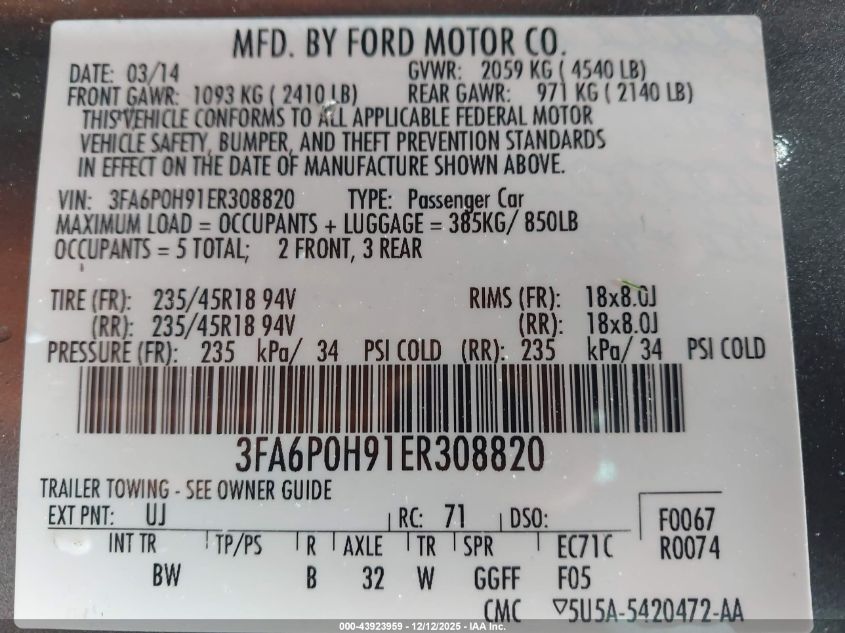 MFD. BY FORD MOTOR CO.
DATE: 03/14 GVWR: 2059 KG ( 4540 LB)
FRONT GAWR: 1093 KG ( 2410 LB) REAR GAWR: 971 KG ( 2140 LB)
THIS VEHICLE CONFORMS TO ALL APPLICABLE FEDERAL MOTOR
VEHICLE SAFETY, BUMPER, AND THEFT PREVENTION STANDARDS
IN EFFECT ON THE DATE OF MANUFACTURE SHOWN ABOVE.
VIN: 3FA6P0H91ER308820 TYPE: Passenger Car
MAXIMUM LOAD = OCCUPANTS + LUGGAGE = 385KG/ 850LB
OCCUPANTS = 5 TOTAL; 2 FRONT, 3 REAR
TIRE (FR): 235/45R18 94V RIMS (FR): 18x8.0J
(RR): 235/45R18 94V (RR): 18x8.0J
PRESSURE (FR): 235 kPa/ 34 PSI COLD (RR): 235 kPa/ 34 PSI COLD
3FA6P0H91ER308820
TRAILER TOWING - SEE OWNER GUIDE
EXT PNT: UJ RC: 71 DSO: F0067
INT TR TP/PS R AXLE TR SPR EC71C R0074
BW B 32 W GGFF F05
CMC ▽5U5A-5420472-AA
000-43923959 - 12/12/2025 - IAA Inc.